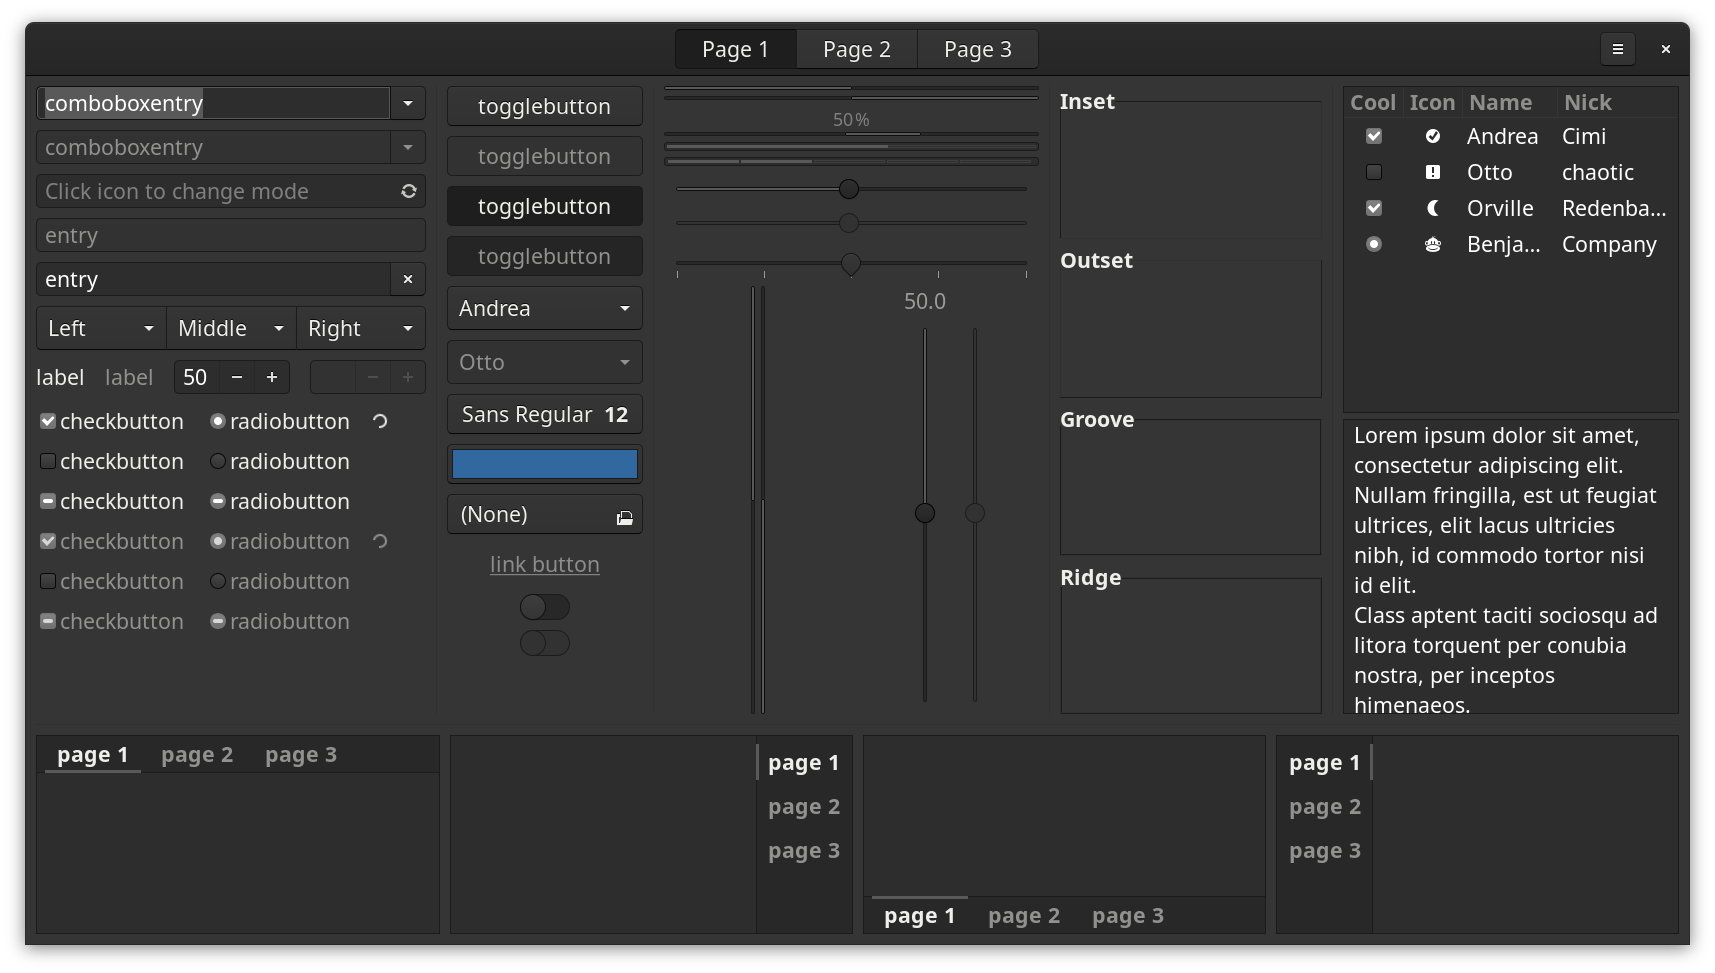 Page 1 Page 2 Page 3
comboboxentry
comboboxentry
Click icon to change mode
entry
entry
Left Middle Right
label label 50
checkbutton radiobutton
checkbutton radiobutton
checkbutton radiobutton
checkbutton radiobutton
checkbutton radiobutton
checkbutton radiobutton
togglebutton
togglebutton
togglebutton
togglebutton
Andrea
Otto
Sans Regular 12
(None)
link button
50%
50.0
Inset
Outset
Groove
Ridge
Cool Icon Name Nick
Andrea Cimi
Otto chaotic
Orville Redenba...
Benja... Company
Lorem ipsum dolor sit amet,
consectetur adipiscing elit.
Nullam fringilla, est ut feugiat
ultrices, elit lacus ultricies
nibh, id commodo tortor nisi
id elit.
Class aptent taciti sociosqu ad
litora torquent per conubia
nostra, per inceptos
himenaeos.
page 1 page 2 page 3
page 1
page 2
page 3
page 1 page 2 page 3
page 1
page 2
page 3